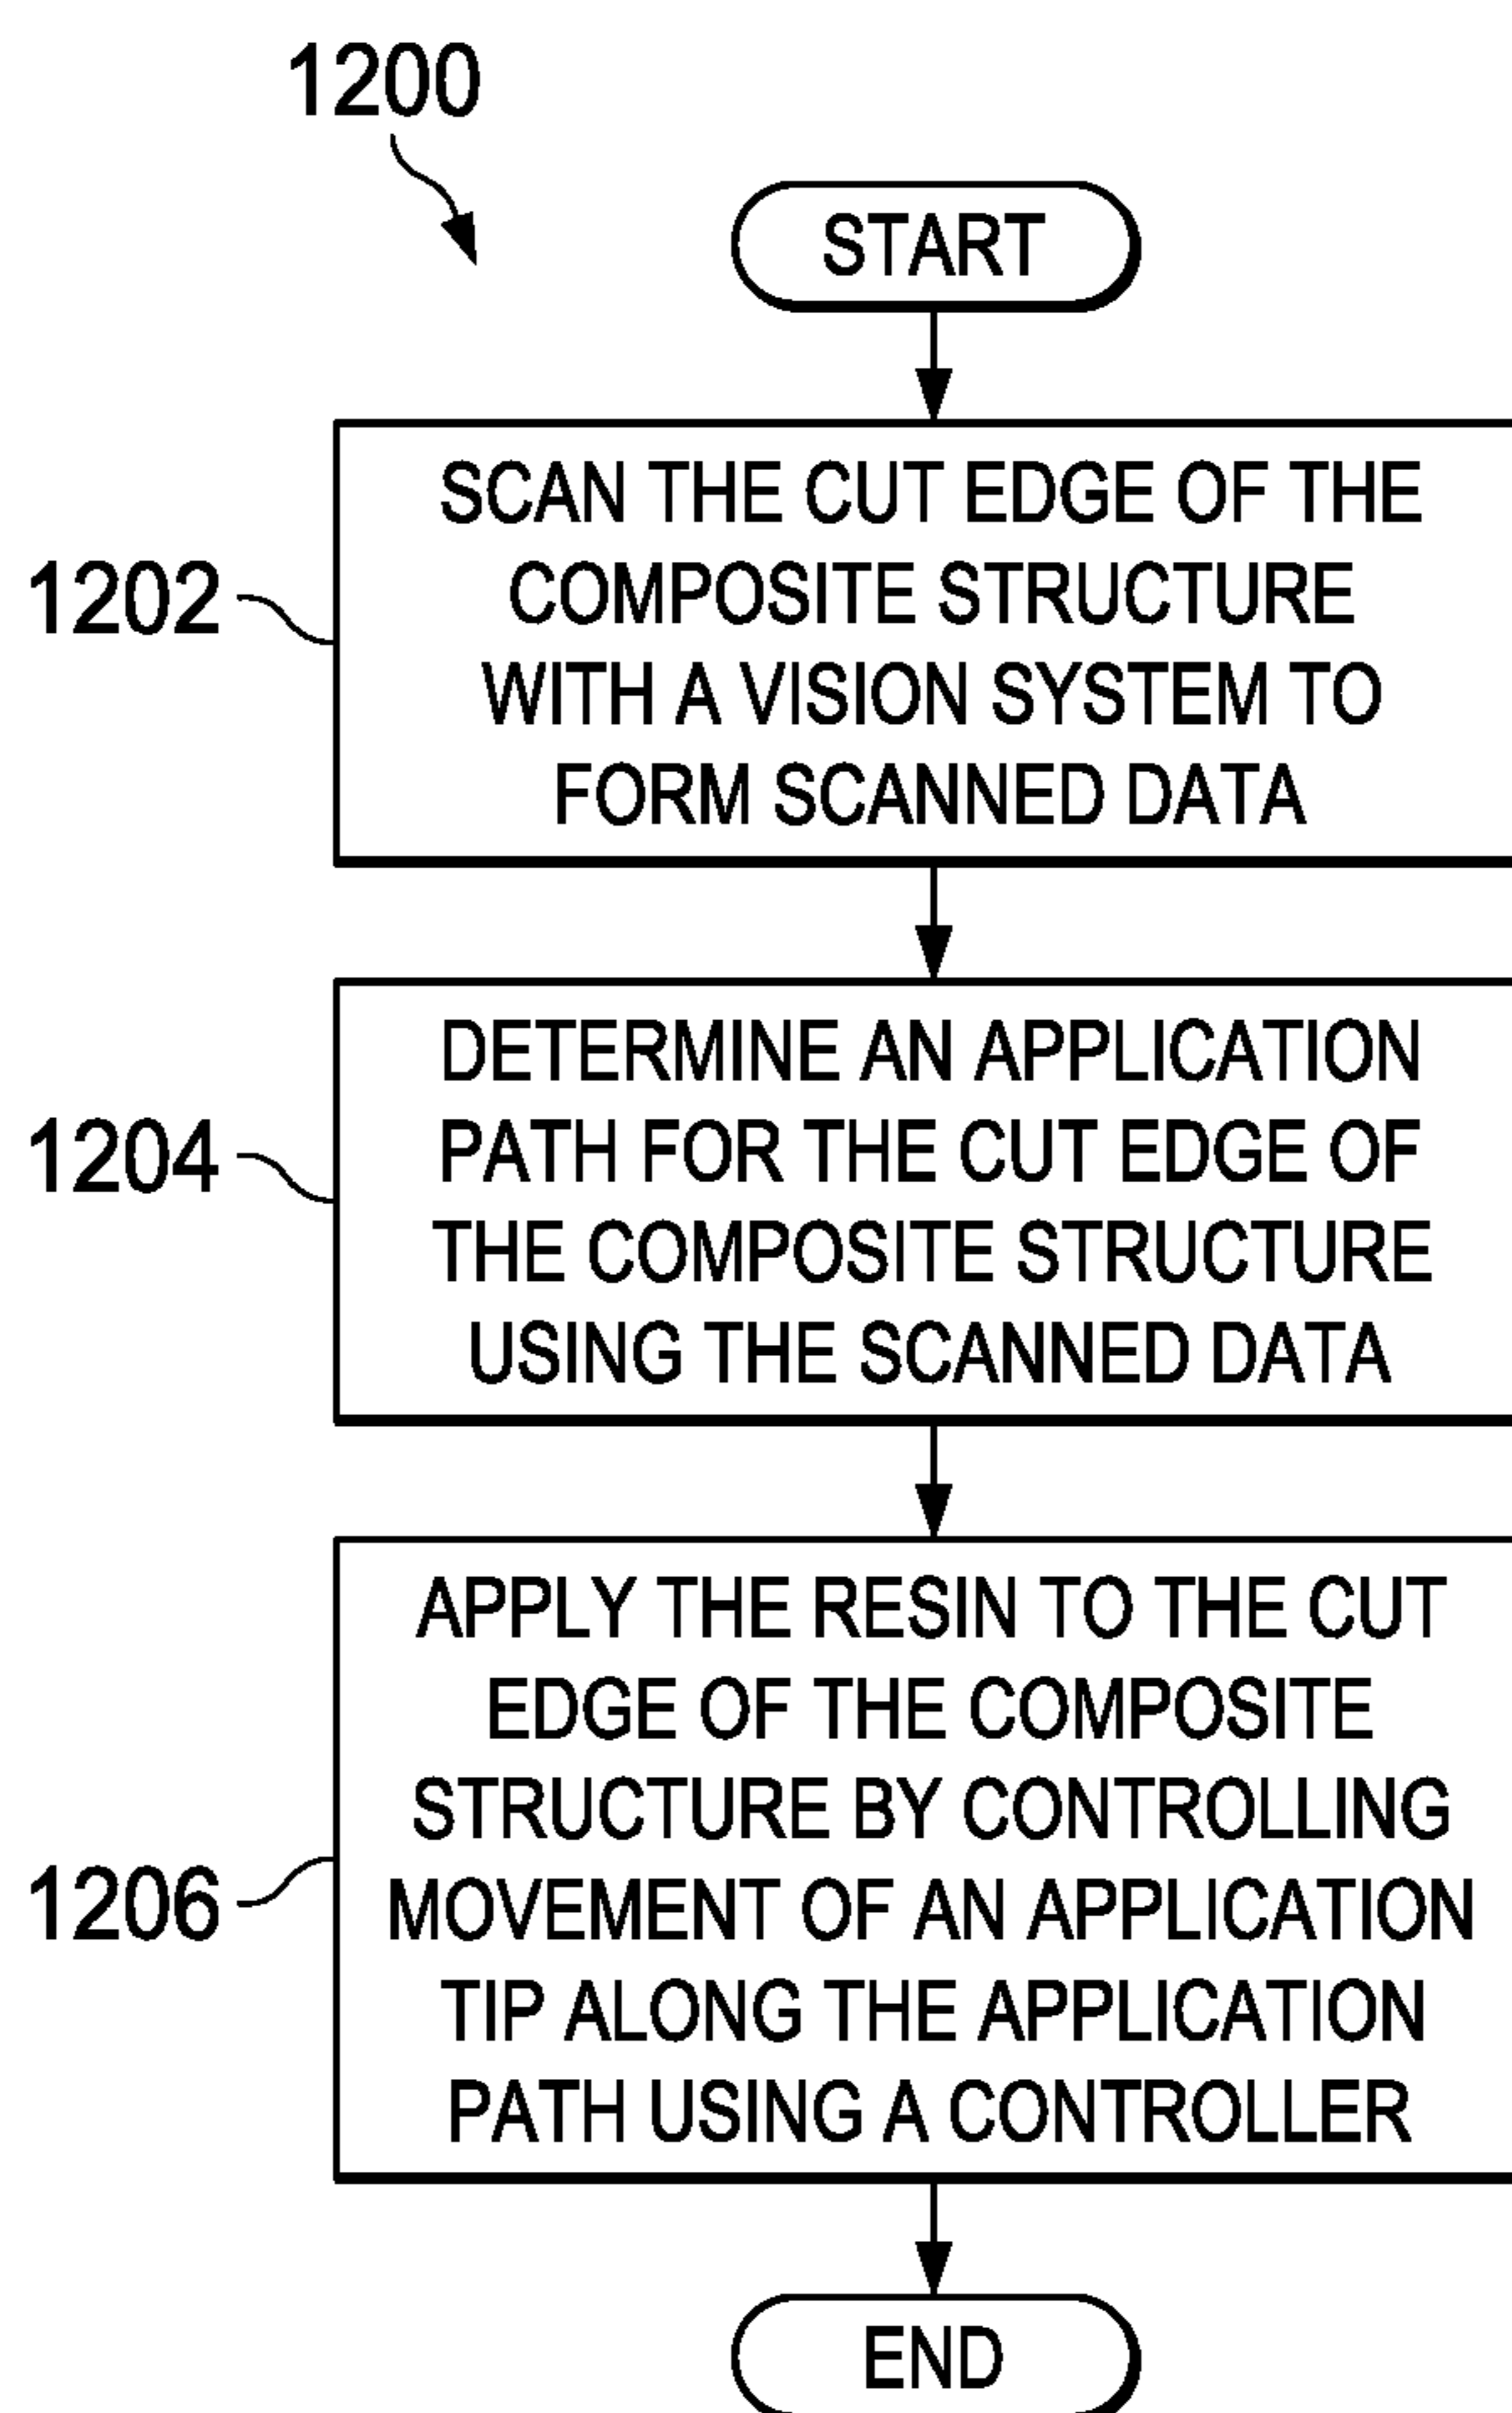 1200
START
SCAN THE CUT EDGE OF THE
COMPOSITE STRUCTURE
WITH A VISION SYSTEM TO
FORM SCANNED DATA
1202
DETERMINE AN APPLICATION
PATH FOR THE CUT EDGE OF
THE COMPOSITE STRUCTURE
USING THE SCANNED DATA
1204
APPLY THE RESIN TO THE CUT
EDGE OF THE COMPOSITE
STRUCTURE BY CONTROLLING
MOVEMENT OF AN APPLICATION
TIP ALONG THE APPLICATION
PATH USING A CONTROLLER
1206
END